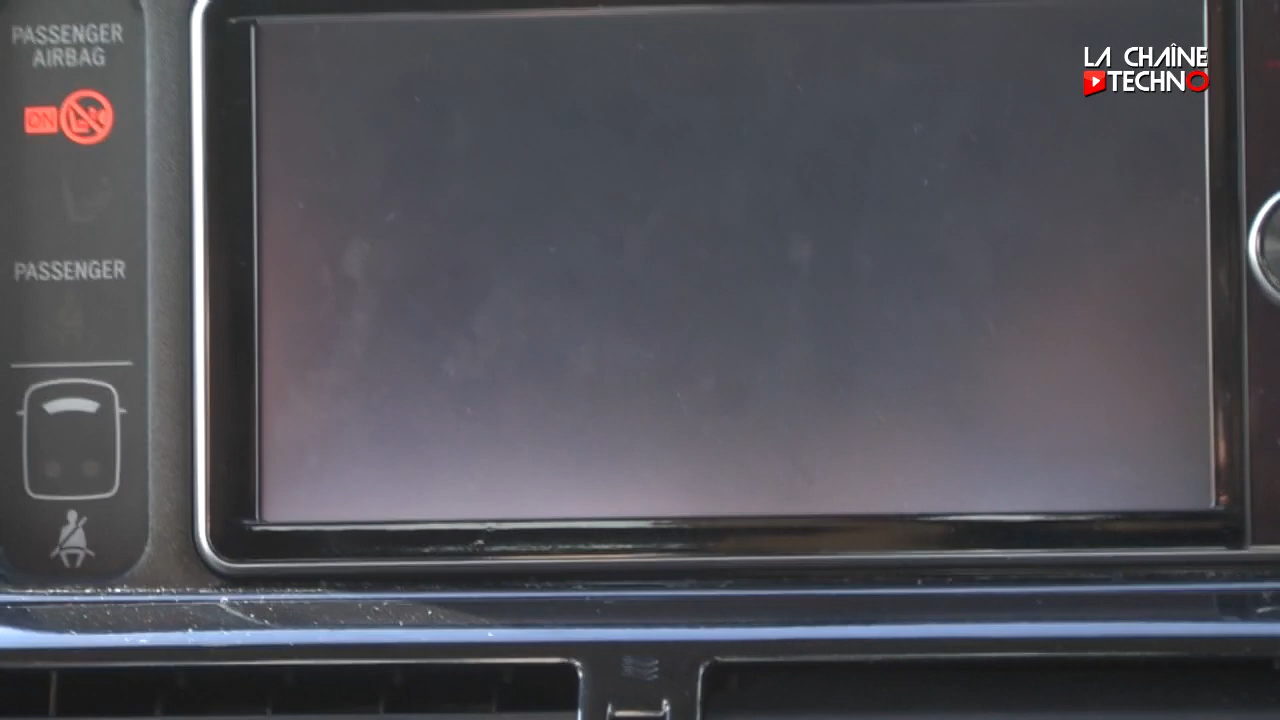 PASSENGER
AIRBAG
ON
PASSENGER
LA CHAÎNE
TECHNO